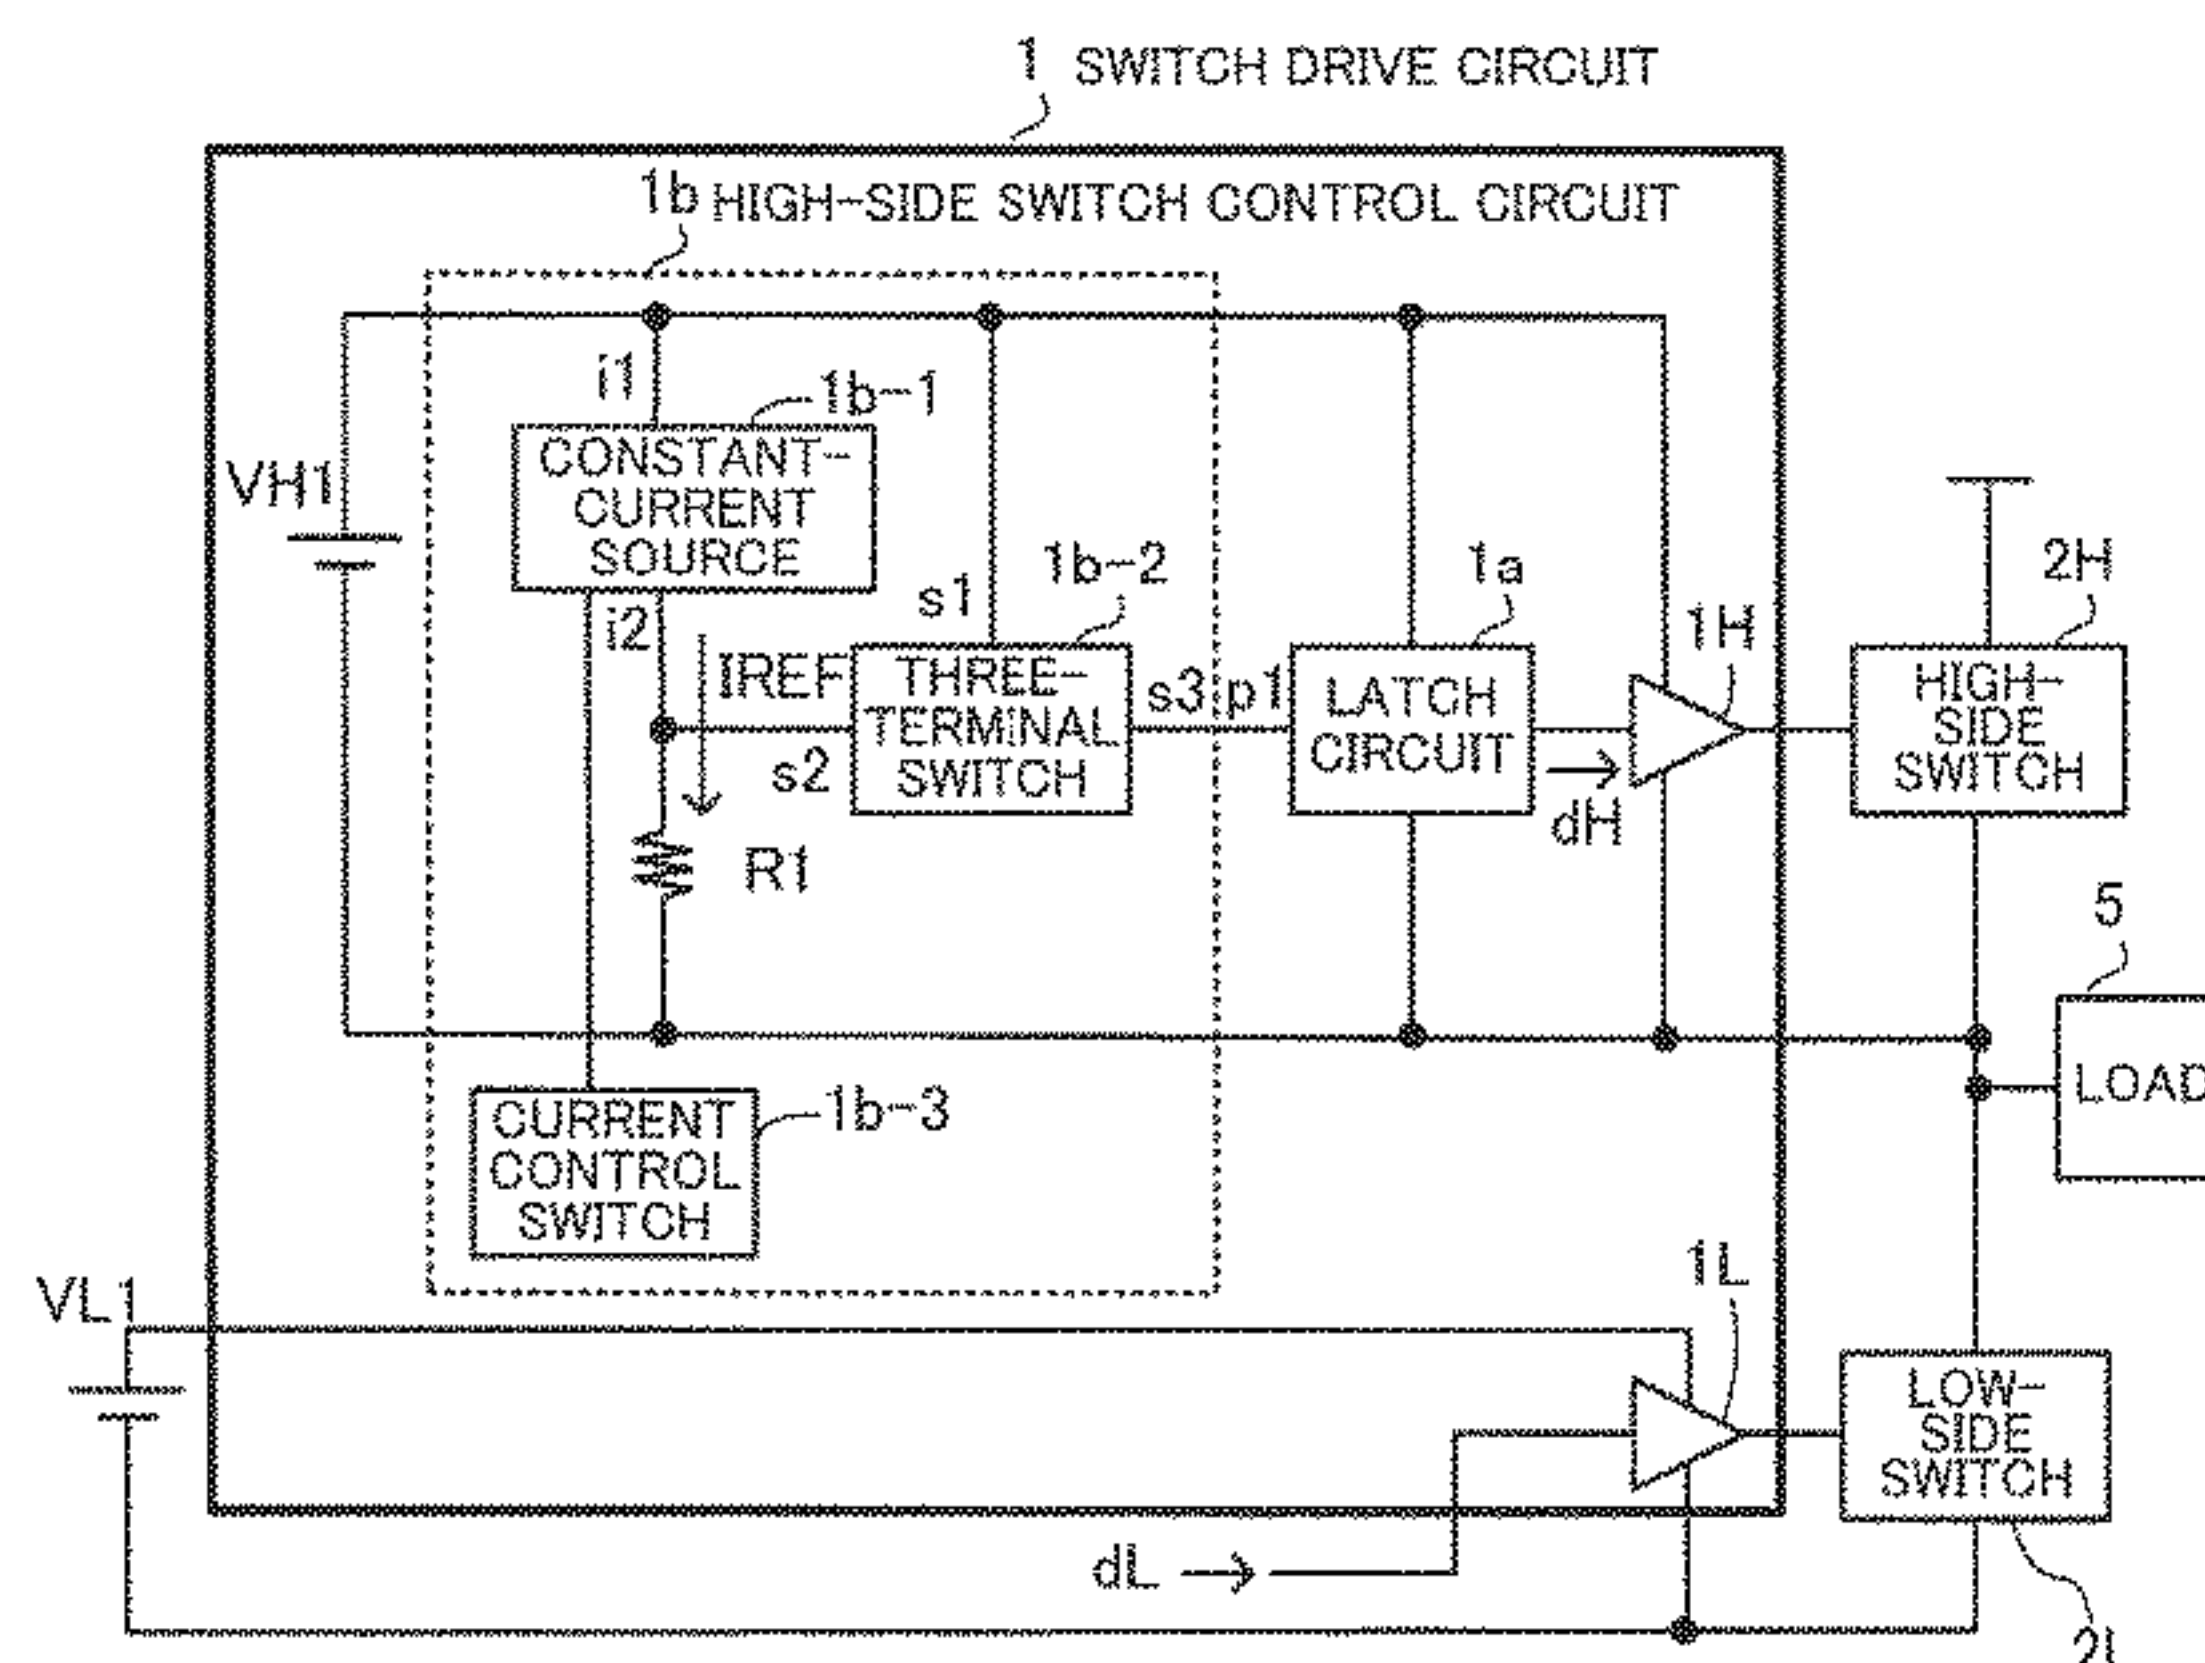 1 SWITCH DRIVE CIRCUIT
1b HIGH-SIDE SWITCH CONTROL CIRCUIT
i1
1b-1
CONSTANT-
CURRENT
SOURCE
VH1
i2
IREF
s1
1b-2
THREE-
TERMINAL
SWITCH
s2
s3
p1
1a
LATCH
CIRCUIT
dH
1H
2H
HIGH-
SIDE
SWITCH
R1
5
LOAD
CURRENT
CONTROL
SWITCH
1b-3
VL1
1L
LOW-
SIDE
SWITCH
dL